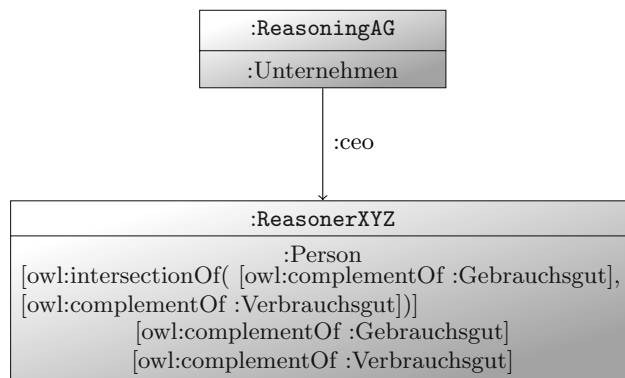 :ReasoningAG
:Unternehmen
:ceo
:ReasonerXYZ
:Person
[owl:intersectionOf( [owl:complementOf :Gebrauchsgut],
[owl:complementOf :Verbrauchsgut])]
[owl:complementOf :Gebrauchsgut]
[owl:complementOf :Verbrauchsgut]